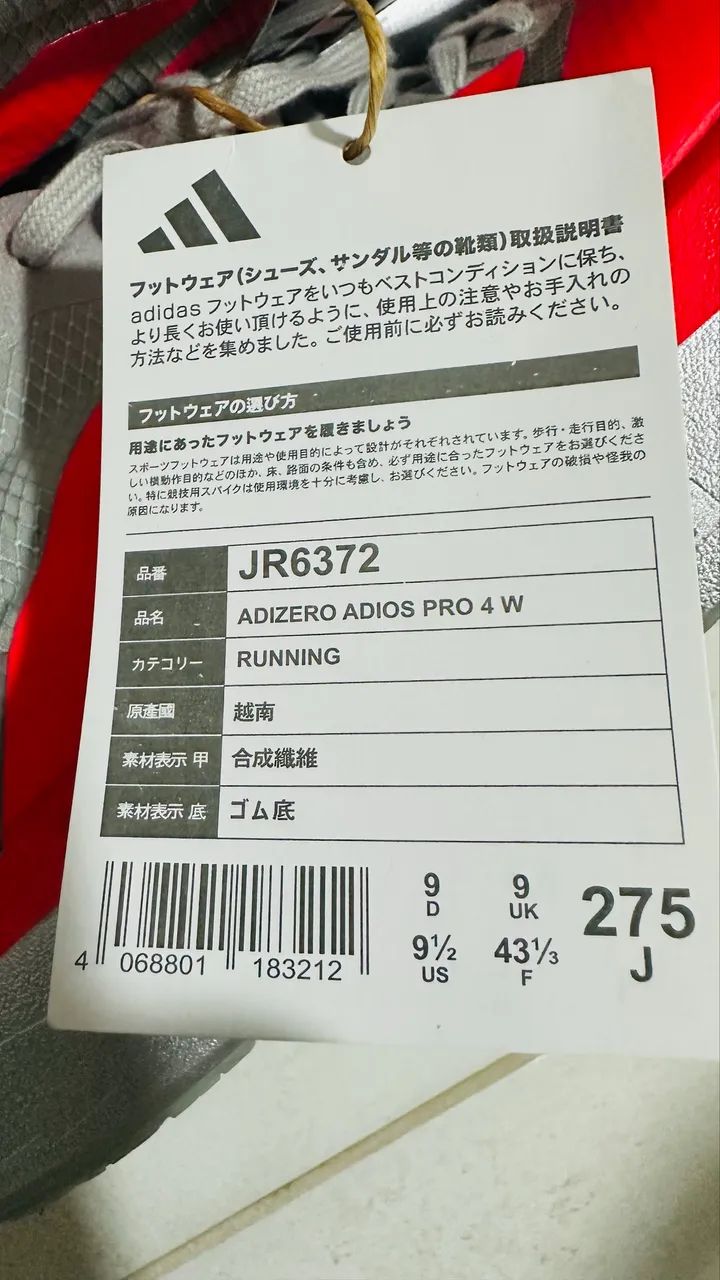 フットウェア(シューズ、サンダル等の靴類)取扱説明書
adidas フットウェアをいつもベストコンディションに保ち、
より長くお使い頂けるように、使用上の注意やお手入れの
方法などを集めました。ご使用前に必ずお読みください。
フットウェアの選び方
用途にあったフットウェアを履きましょう
スポーツフットウェアは用途や使用目的によって設計がそれぞれされています。歩行・走行目的、激
しい横動作目的などのほか、床、路面の条件も含め、必ず用途に合ったフットウェアをお選びくださ
い。特に競技用スパイクは使用環境を十分に考慮し、お選びください。フットウェアの破損や怪我の
原因になります。
品番 JR6372
品名 ADIZERO ADIOS PRO 4 W
カテゴリー RUNNING
原產國 越南
素材表示 甲 合成繊維
素材表示 底 ゴム底
9 9 275
D UK J
9½ 43⅓
US F
4 068801 183212